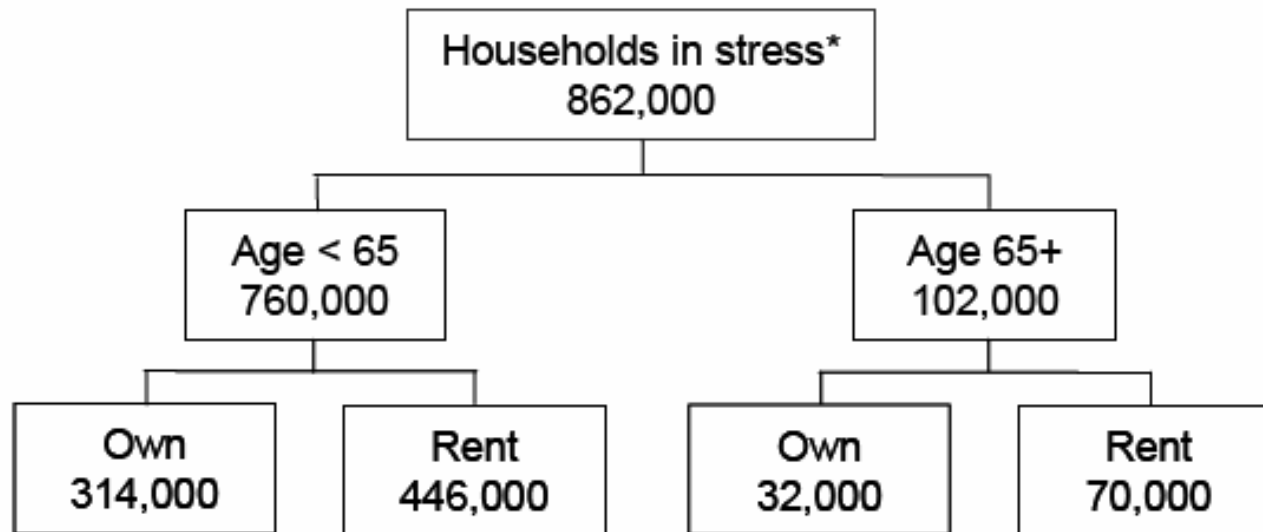 Households in stress*
862,000
Age < 65
760,000
Age 65+
102,000
Own
314,000
Rent
446,000
Own
32,000
Rent
70,000